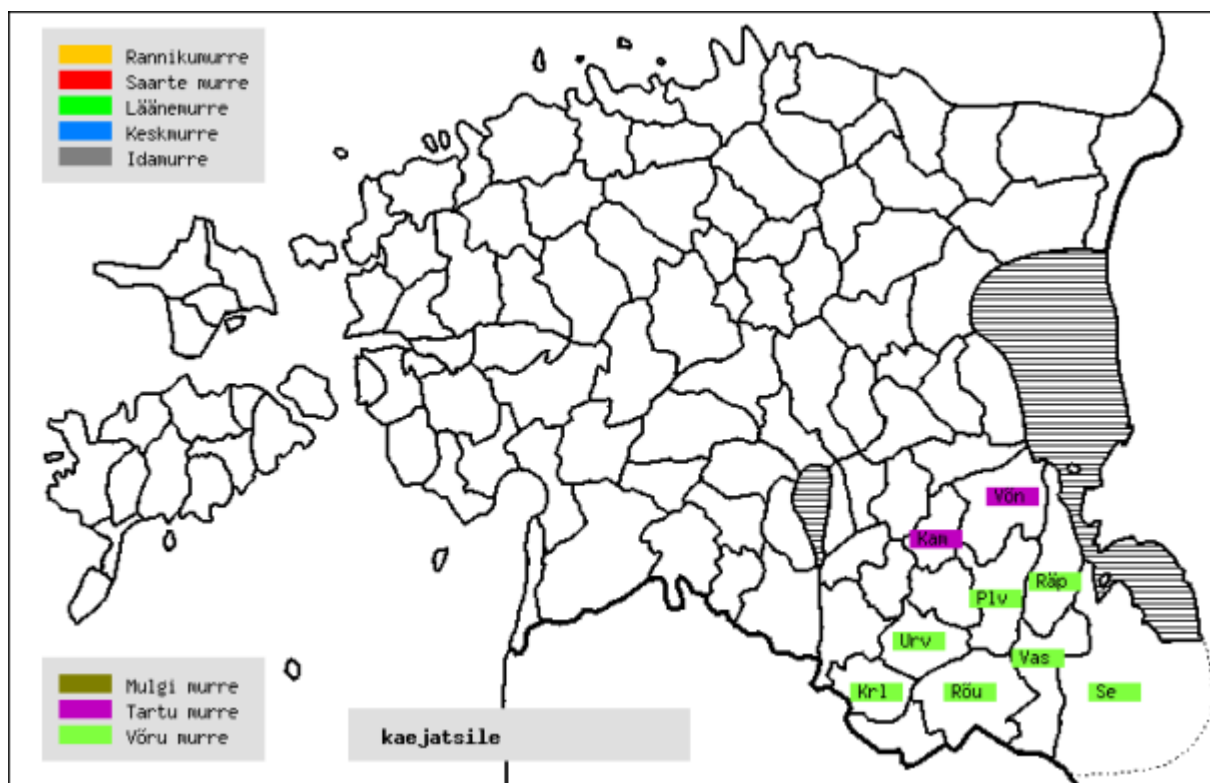 Rannikumurre
Saarte murre
Läänemurre
Keskmurre
Idamurre
Võn
Kam
Räp
Plv
Urv
Vas
Krl
Rõu
Se
Mulgi murre
Tartu murre
Võru murre
kaejatsile